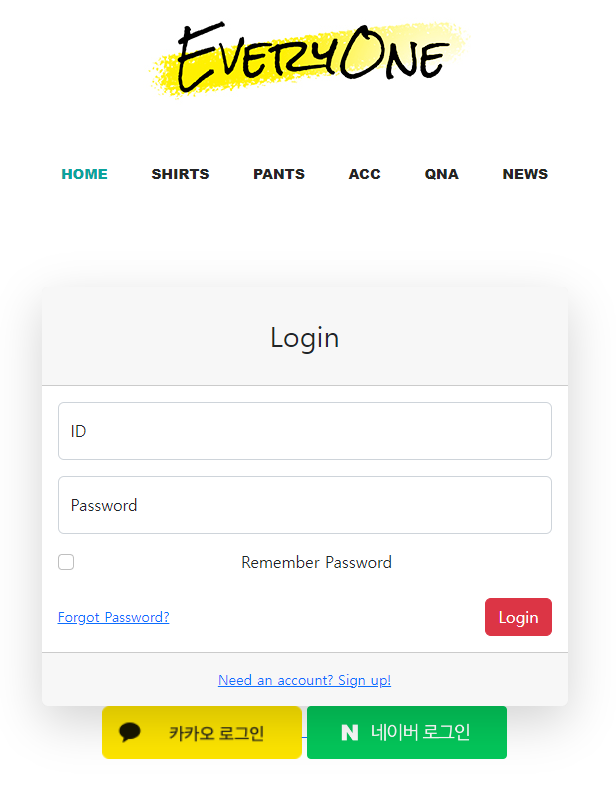 EveryOne
HOME SHIRTS PANTS ACC QNA NEWS
Login
ID
Password
Remember Password
Forgot Password? Login
Need an account? Sign up!
카카오 로그인 N 네이버 로그인